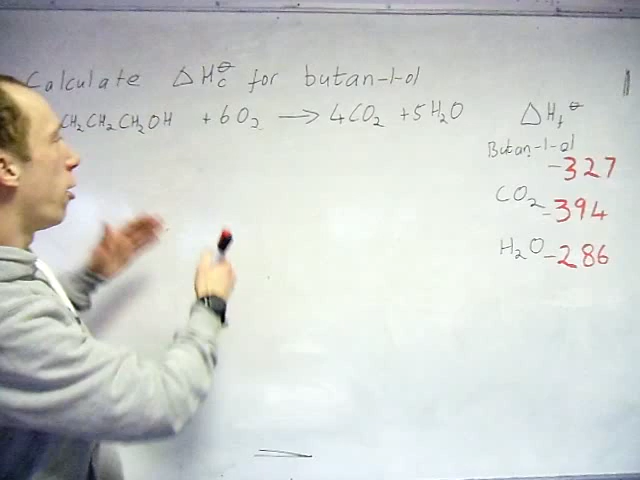 Calculate ΔHc⊖ for butan-1-ol
CH₂CH₂CH₂OH + 6O₂ → 4CO₂ + 5H₂O
ΔHf⊖
Butan-1-ol
-327
CO₂ -394
H₂O -286